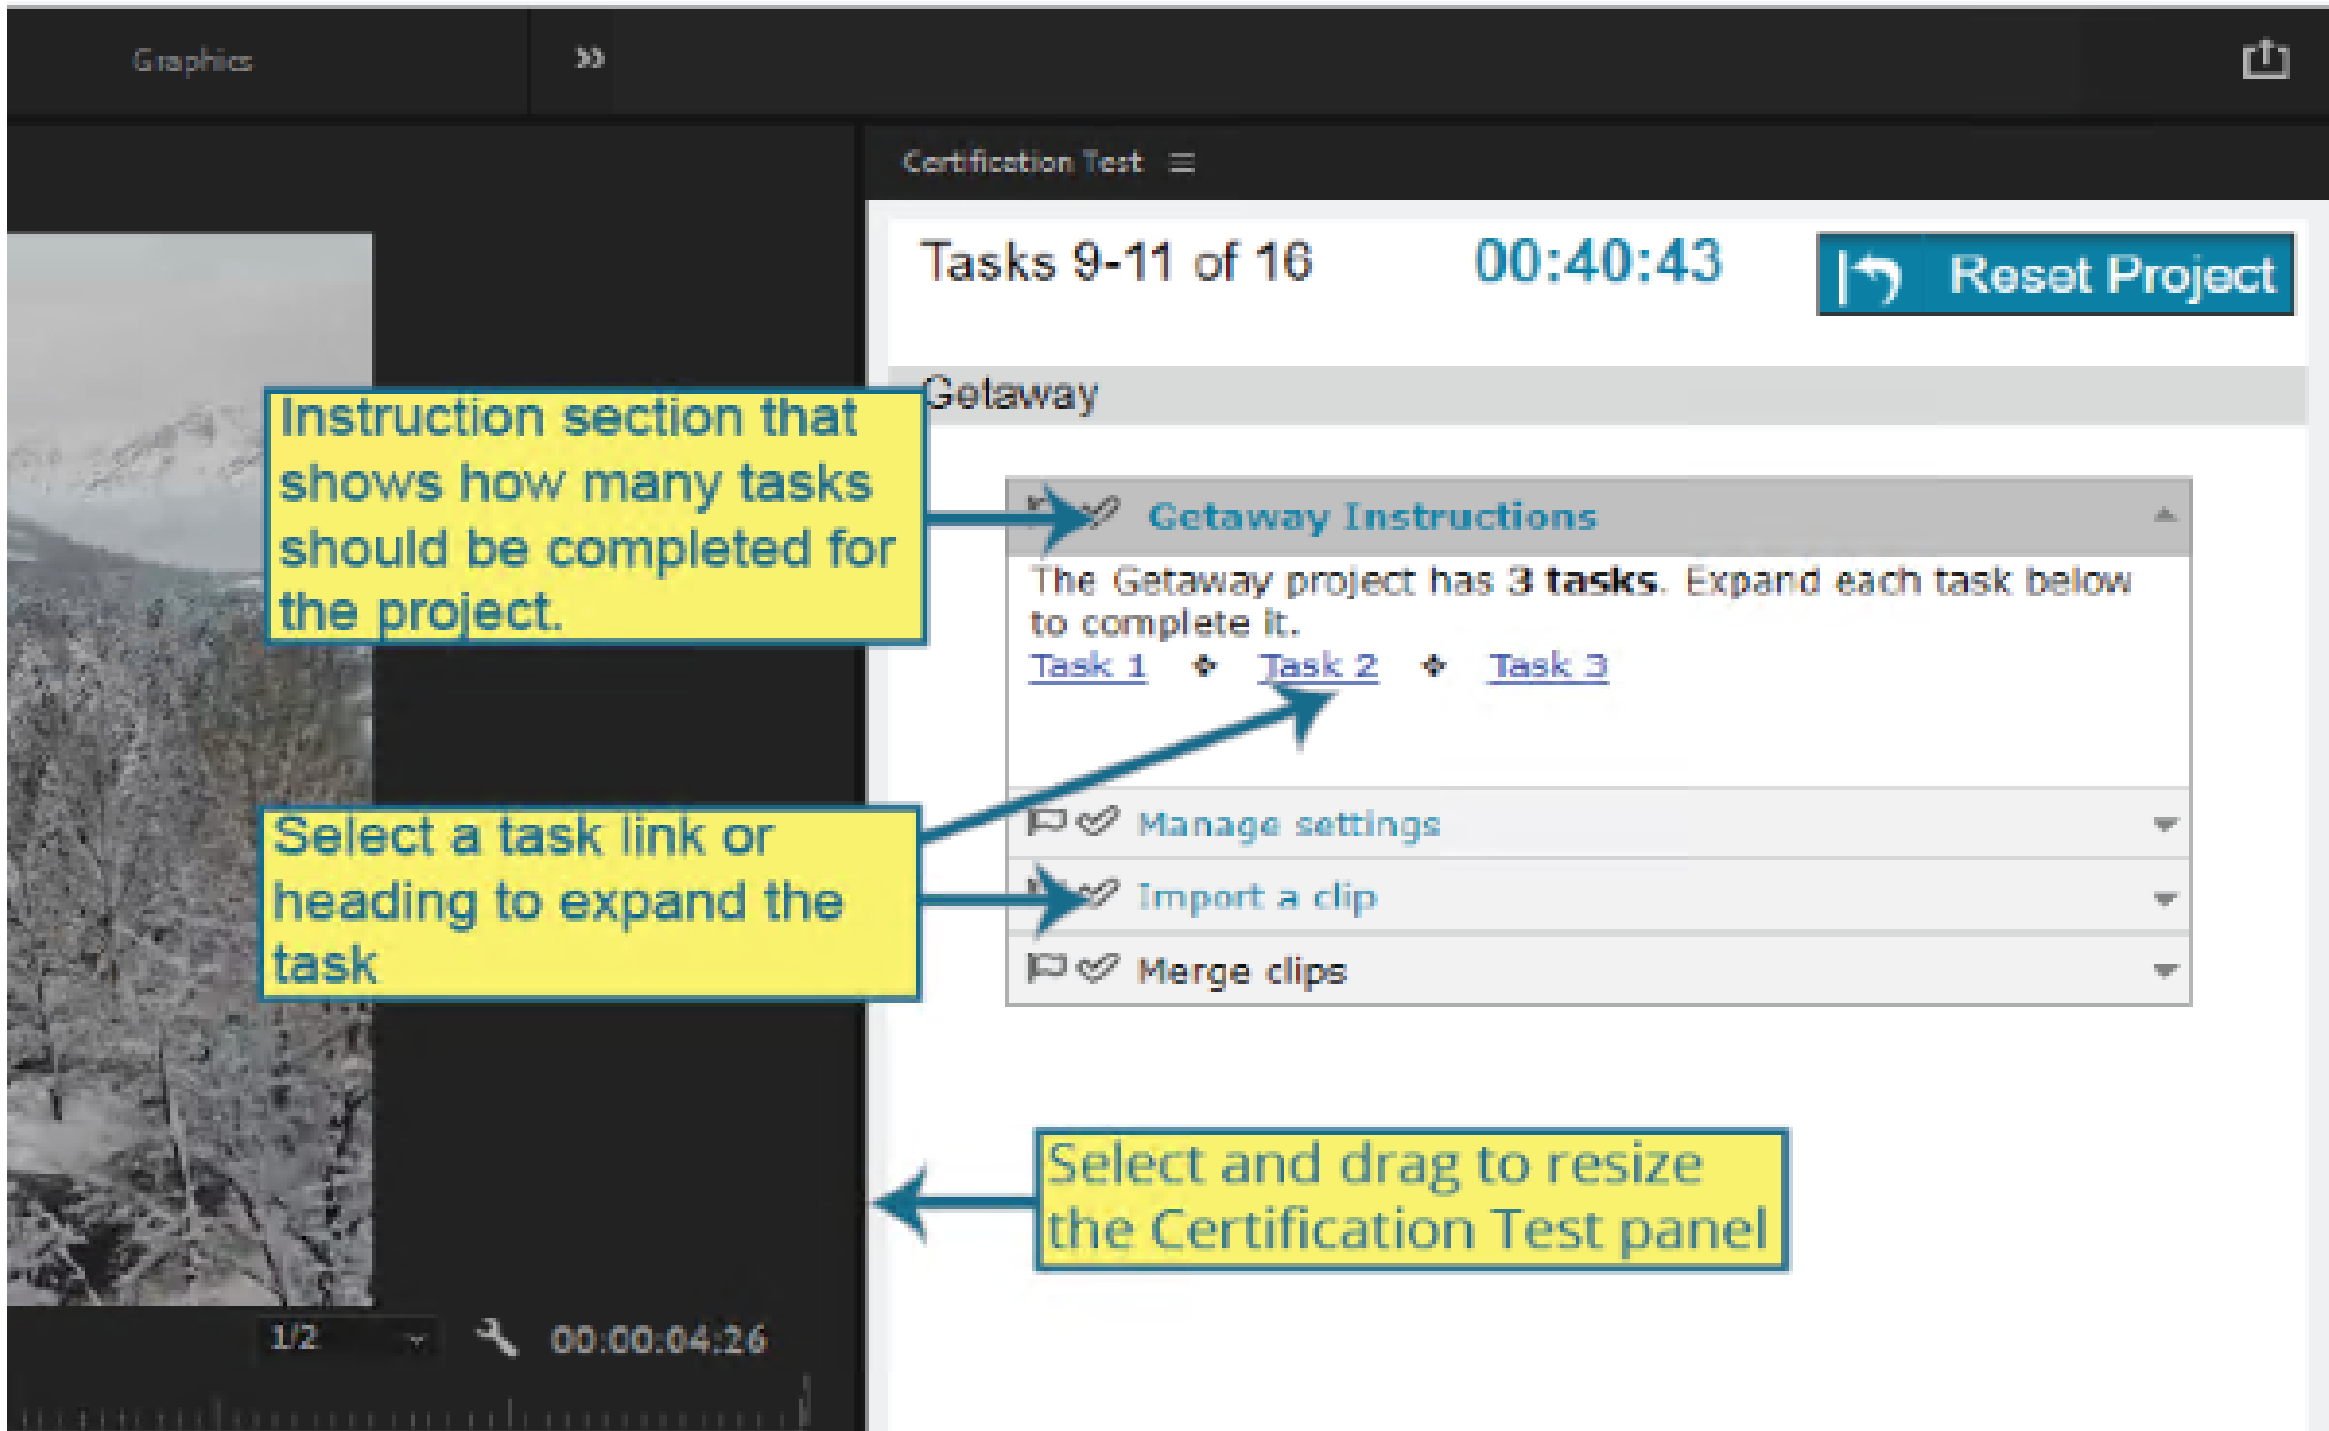 Graphics
Certification Test
Tasks 9-11 of 16 00:40:43 Reset Project
Getaway
Instruction section that
shows how many tasks
should be completed for
the project.
Getaway Instructions
The Getaway project has 3 tasks. Expand each task below
to complete it.
Task 1 Task 2 Task 3
Select a task link or
heading to expand the
task
Manage settings
Import a clip
Merge clips
Select and drag to resize
the Certification Test panel
1/2 00:00:04:26